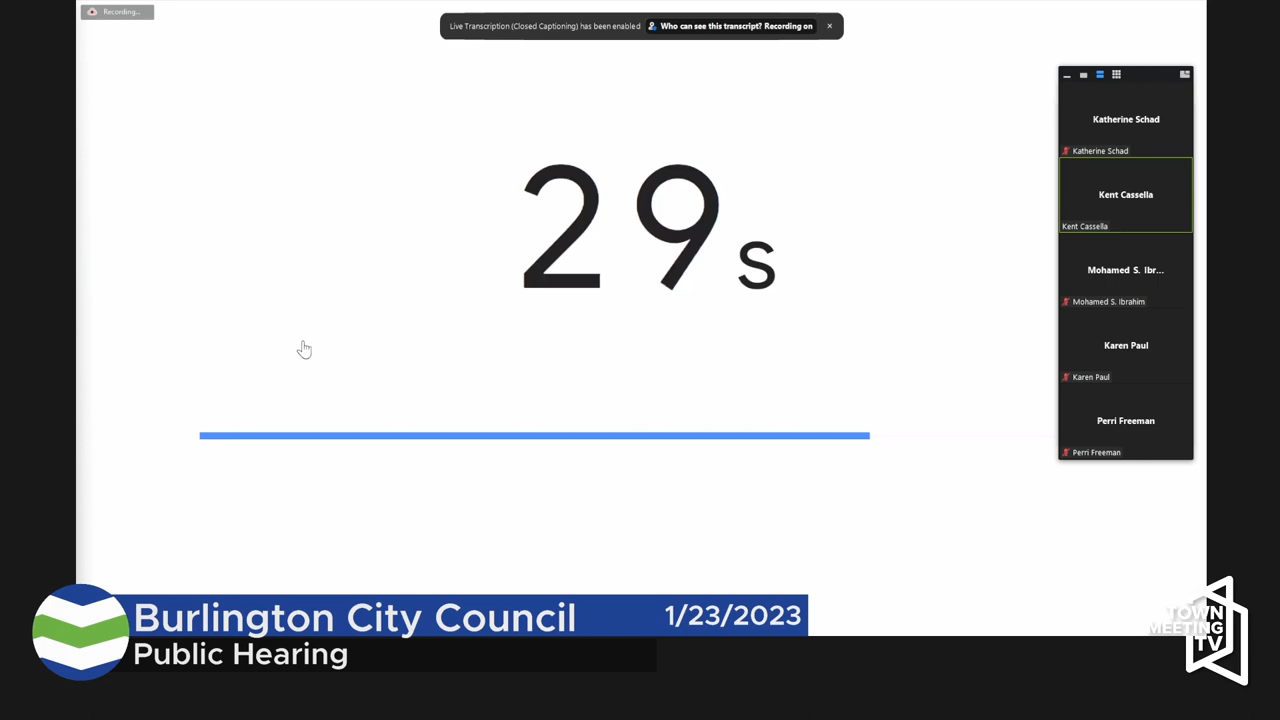 Recording...
Live Transcription (Closed Captioning) has been enabled Who can see this transcript? Recording on
Katherine Schad
Katherine Schad
29s
Kent Cassella
Kent Cassella
Mohamed S. Ibr...
Mohamed S. Ibrahim
Karen Paul
Karen Paul
Perri Freeman
Perri Freeman
Burlington City Council 1/23/2023
Public Hearing
TOWN
MEETING
TV